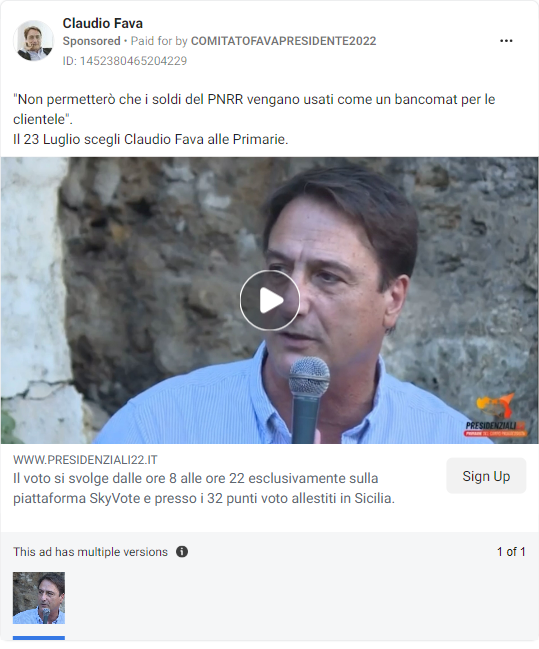 Claudio Fava
Sponsored • Paid for by COMITATOFAVAPRESIDENTE2022
ID: 1452380465204229
"Non permetterò che i soldi del PNRR vengano usati come un bancomat per le
clientele".
Il 23 Luglio scegli Claudio Fava alle Primarie.
PRESIDENZIALI22
WWW.PRESIDENZIALI22.IT
Il voto si svolge dalle ore 8 alle ore 22 esclusivamente sulla
piattaforma SkyVote e presso i 32 punti voto allestiti in Sicilia.
Sign Up
This ad has multiple versions
1 of 1